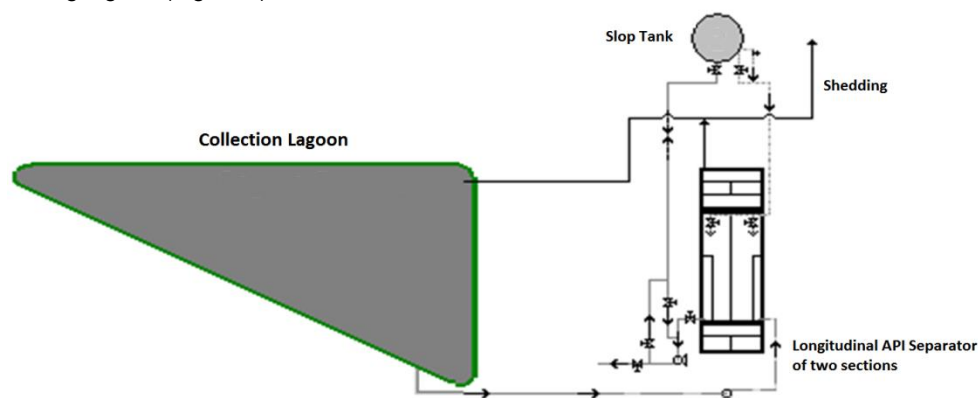 Slop Tank
Shedding
Collection Lagoon
Longitudinal API Separator
of two sections